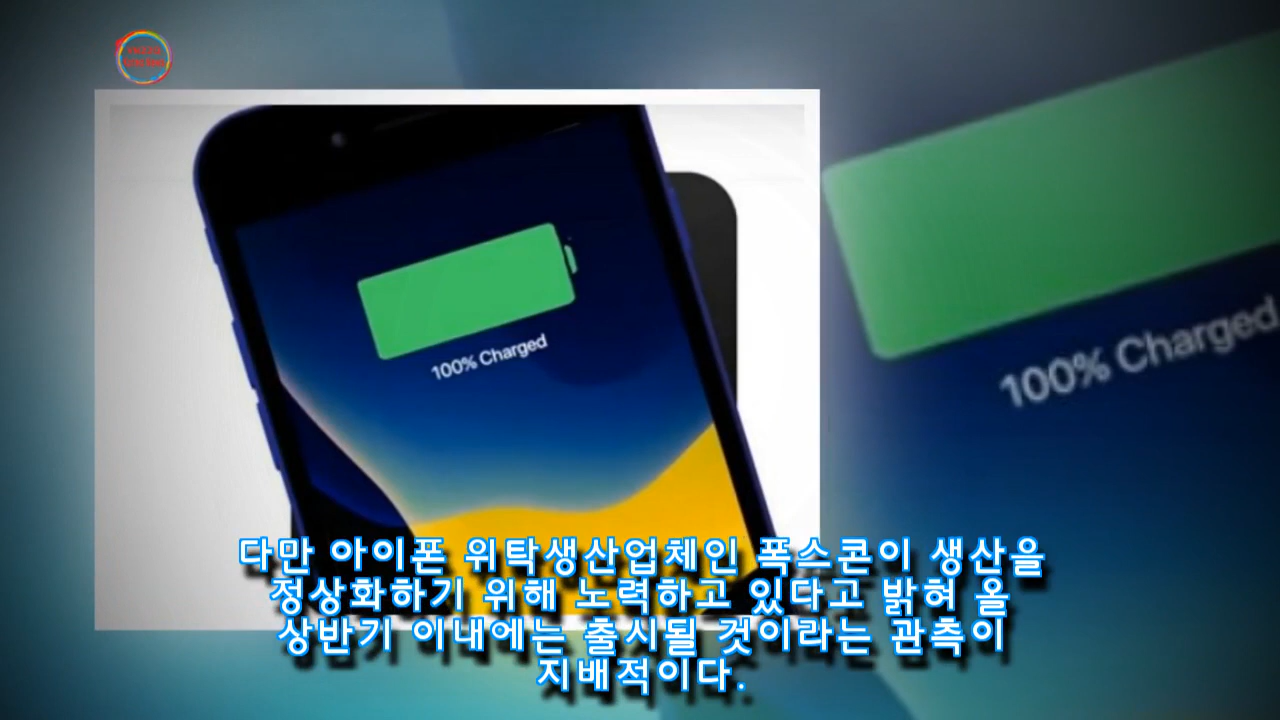 100% Charged
100% Charged
다만 아이폰 위탁생산업체인 폭스콘이 생산을
정상화하기 위해 노력하고 있다고 밝혀 올
상반기 이내에는 출시될 것이라는 관측이
지배적이다.